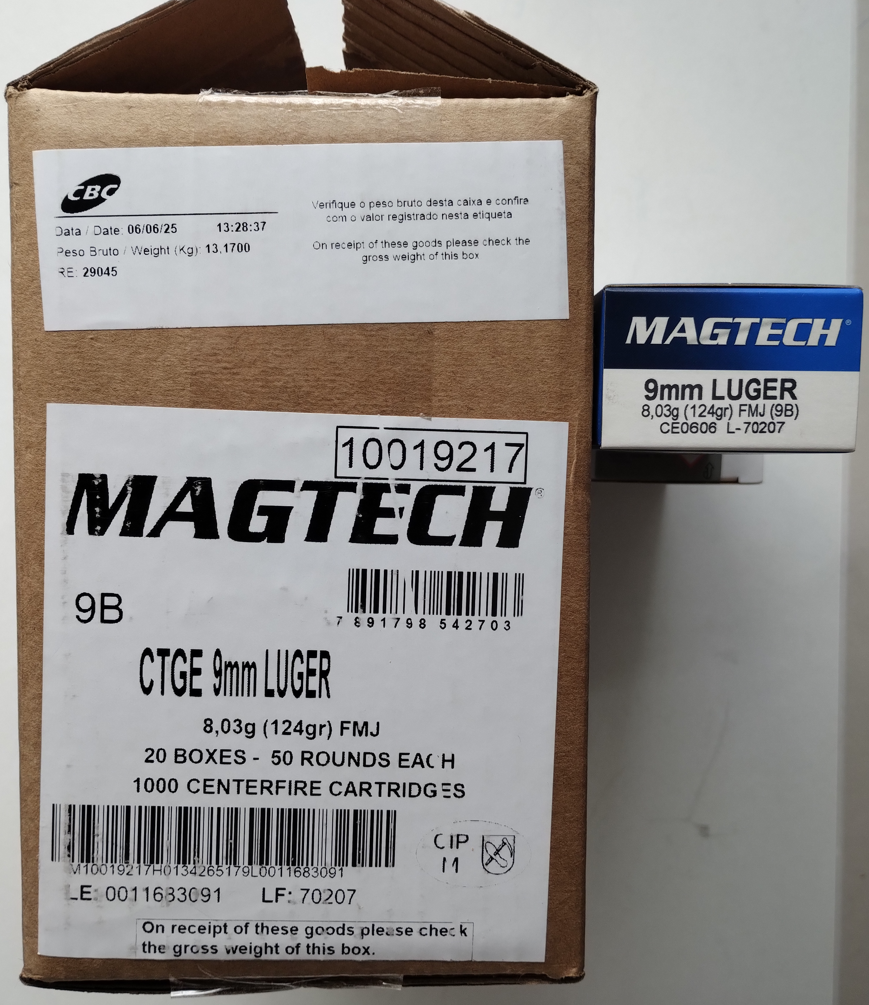 CBC
Data / Date: 06/06/25 13:28:37
Peso Bruto / Weight (Kg): 13,1700
RE: 29045
Verifique o peso bruto desta caixa e confira
com o valor registrado nesta etiqueta
On receipt of these goods please check the
gross weight of this box
10019217
MAGTECH®
9B
7 891798 542703
CTGE 9mm LUGER
8,03g (124gr) FMJ
20 BOXES - 50 ROUNDS EACH
1000 CENTERFIRE CARTRIDGES
M10019217H0134265179L0011683091
CIP
M
LE: 0011683091 LF: 70207
On receipt of these goods please check
the gross weight of this box.
MAGTECH®
9mm LUGER
8,03g (124gr) FMJ (9B)
CE0606 L-70207